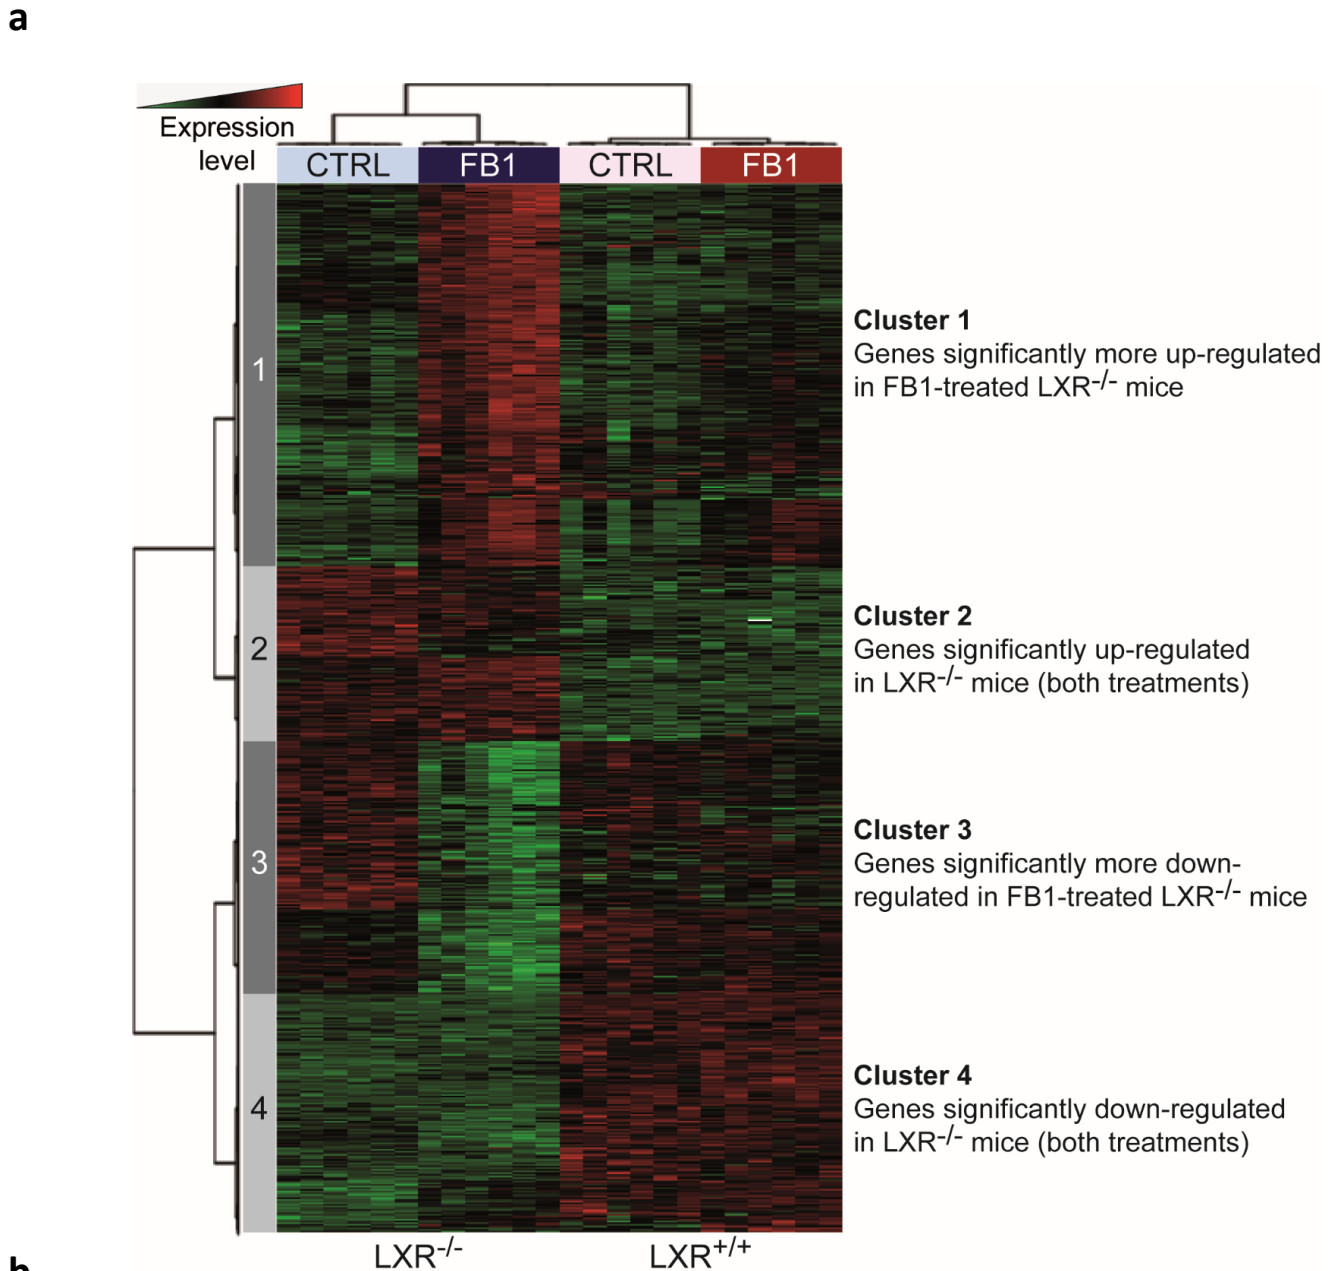 a
Expression
level
CTRL FB1 CTRL FB1
1
Cluster 1
Genes significantly more up-regulated
in FB1-treated LXR-/- mice
2
Cluster 2
Genes significantly up-regulated
in LXR-/- mice (both treatments)
3
Cluster 3
Genes significantly more down-
regulated in FB1-treated LXR-/- mice
4
Cluster 4
Genes significantly down-regulated
in LXR-/- mice (both treatments)
LXR-/- LXR+/+
b